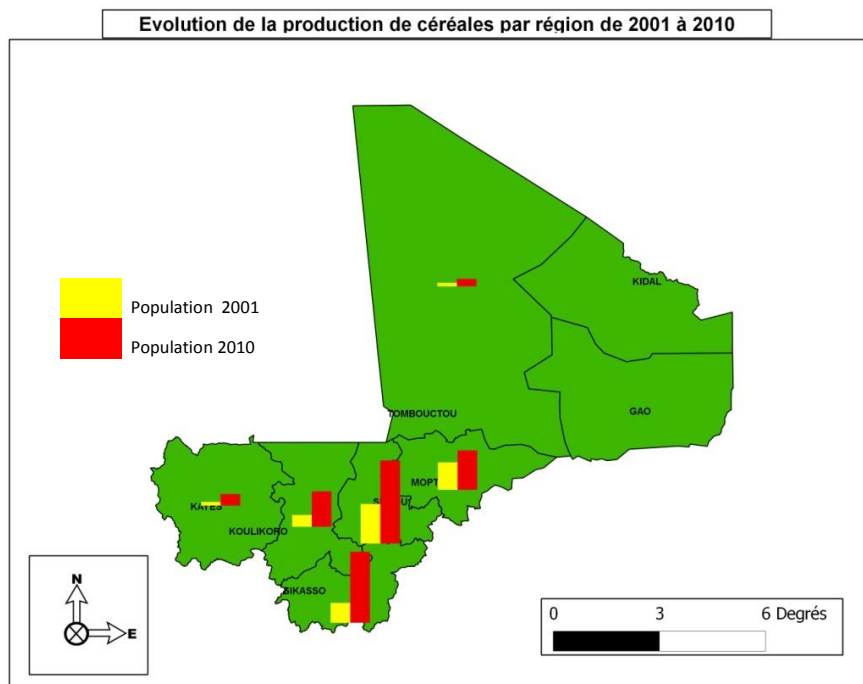 Evolution de la production de céréales par région de 2001 à 2010
Population 2001
Population 2010
KIDAL
TOMBOUCTOU
GAO
MOPT
KAYES
KOULIKORO
SIKASSO
N
E
0 3 6 Degrés